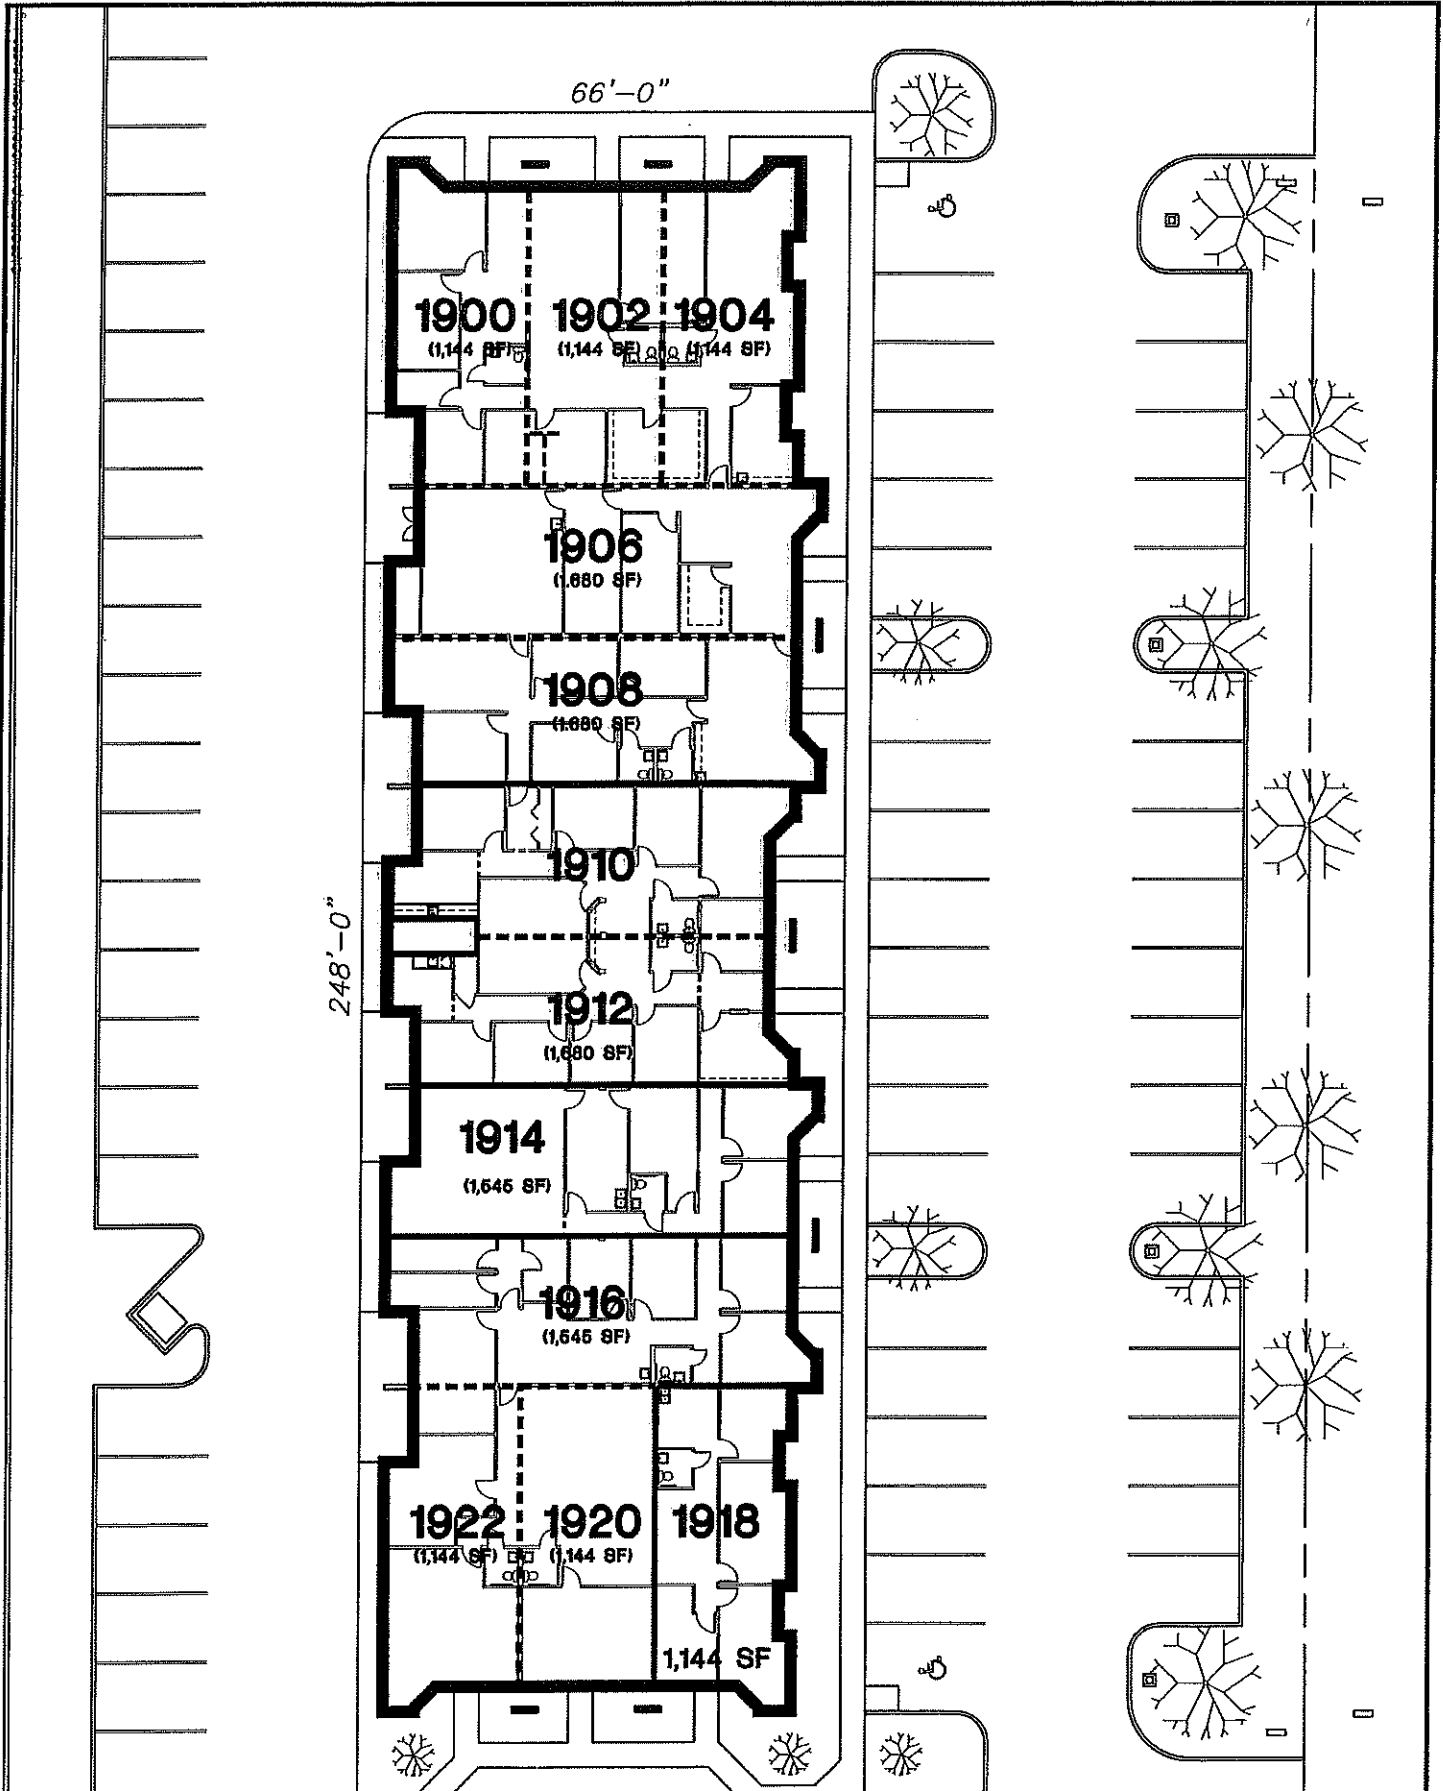 66'-0"
1900 1902 1904
(1,144 SF) (1,144 SF) (1,144 SF)
1906
(1.680 SF)
1908
(1.680 SF)
1910
248'-0"
1912
(1,680 SF)
1914
(1,545 SF)
1916
(1,545 SF)
1922 1920 1918
(1,144 SF) (1,144 SF)
1,144 SF